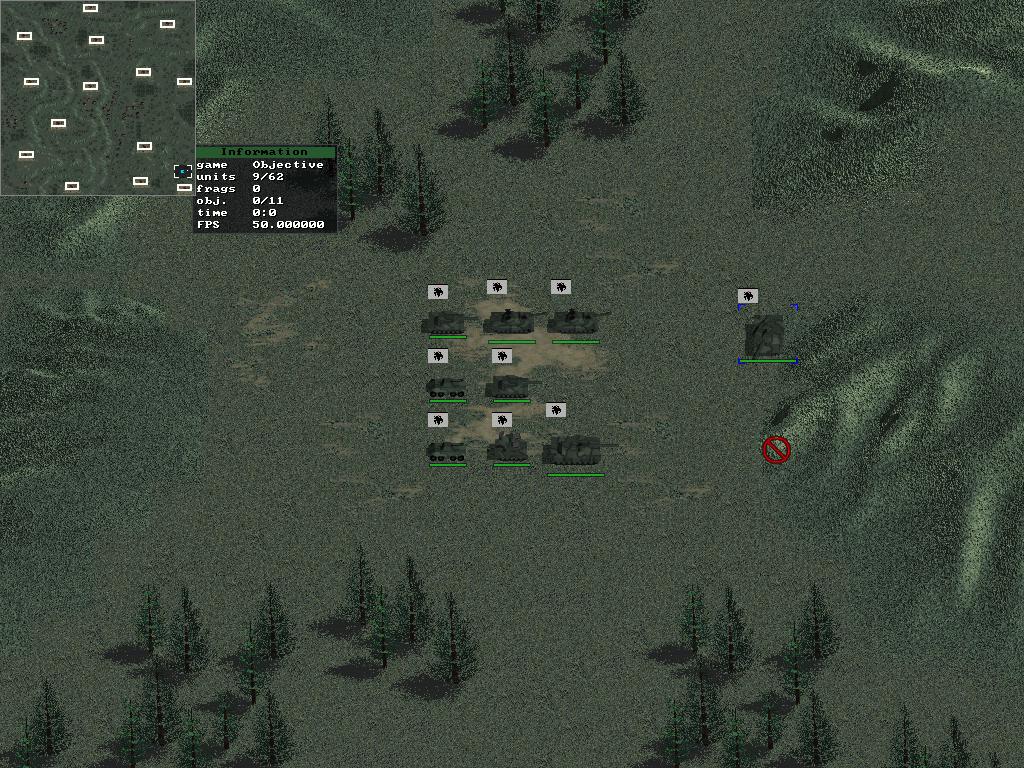 Information
game Objective
units 9/62
frags 0
obj. 0/11
time 0:0
FPS 50.000000